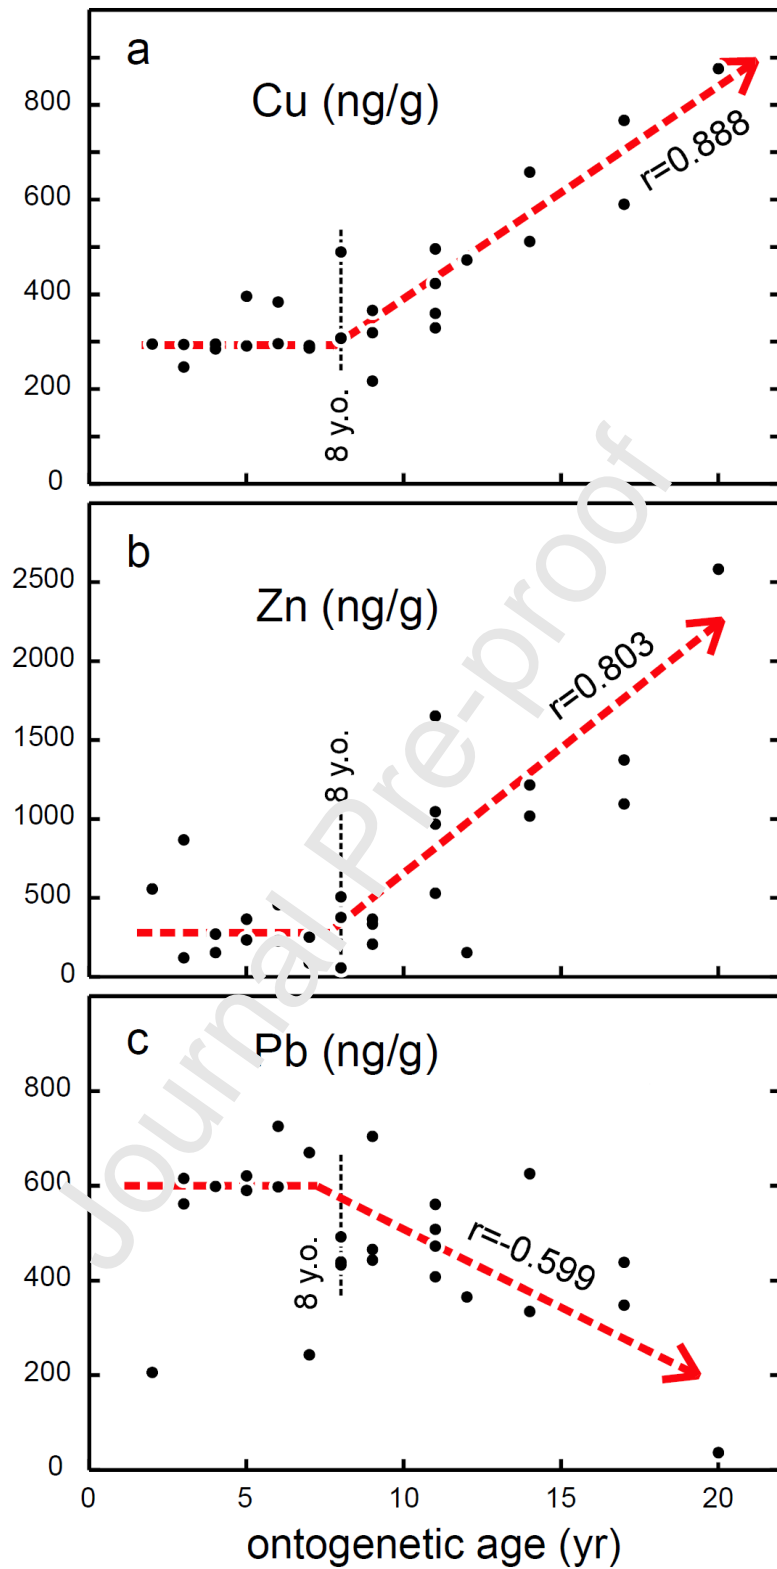 a
Cu (ng/g)
800
600
400
200
0
r=0.888
8 y.o.
b
Zn (ng/g)
2500
2000
1500
1000
500
0
r=0.803
8 y.o.
c
Pb (ng/g)
800
600
400
200
0
r=-0.599
8 y.o.
0 5 10 15 20
ontogenetic age (yr)
Journal Pre-proof